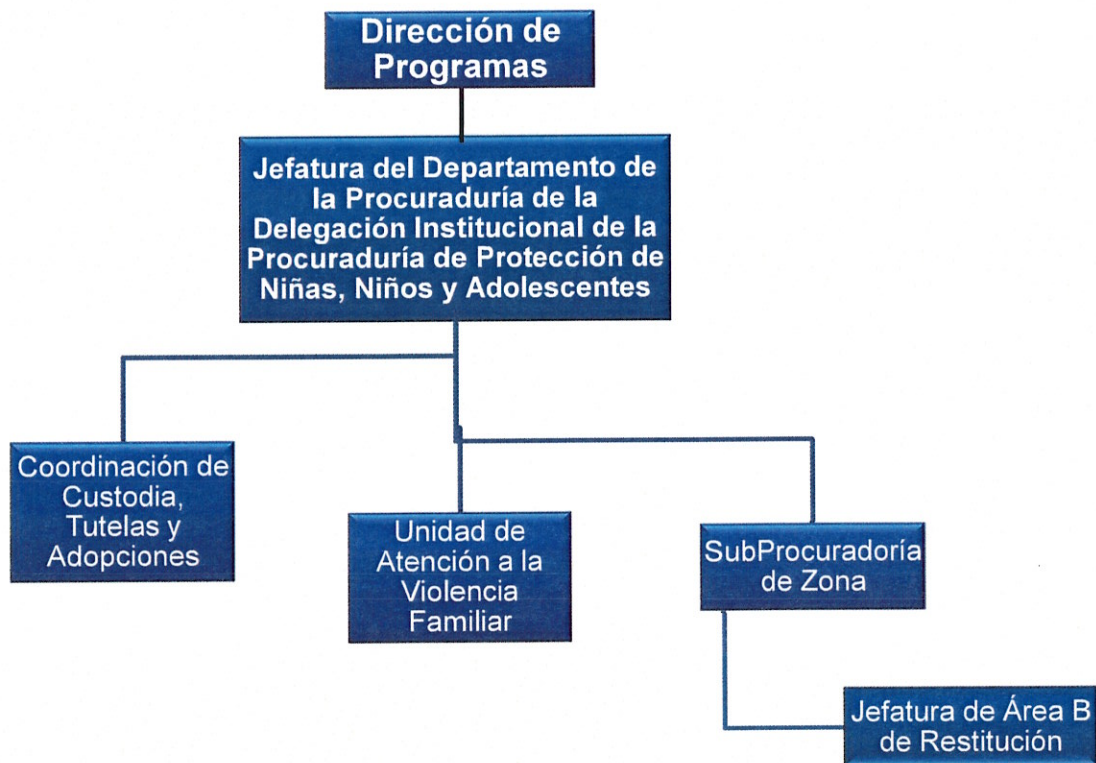 Dirección de
Programas
Jefatura del Departamento de
la Procuraduría de la
Delegación Institucional de la
Procuraduría de Protección de
Niñas, Niños y Adolescentes
Coordinación de
Custodia,
Tutelas y
Adopciones
Unidad de
Atención a la
Violencia
Familiar
SubProcuradoría
de Zona
Jefatura de Área B
de Restitución